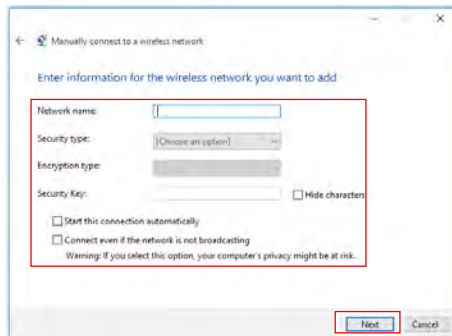 Manually connect to a wireless network
Enter information for the wireless network you want to add
Network name:
Security type: [Choose an option]
Encryption type:
Security Key: Hide characters
Start this connection automatically
Connect even if the network is not broadcasting
Warning: If you select this option, your computer's privacy might be at risk.
Next Cancel